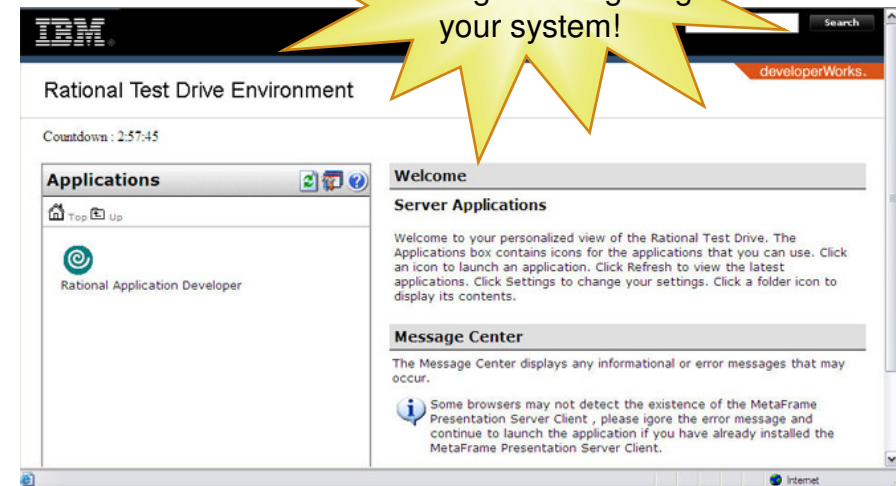 your system!
IBM.
Search
developerWorks.
Rational Test Drive Environment
Countdown : 2:57:45
Applications
Top Up
Rational Application Developer
Welcome
Server Applications
Welcome to your personalized view of the Rational Test Drive. The
Applications box contains icons for the applications that you can use. Click
an icon to launch an application. Click Refresh to view the latest
applications. Click Settings to change your settings. Click a folder icon to
display its contents.
Message Center
The Message Center displays any informational or error messages that may
occur.
Some browsers may not detect the existence of the MetaFrame
Presentation Server Client , please igore the error message and
continue to launch the application if you have already installed the
MetaFrame Presentation Server Client.
Internet